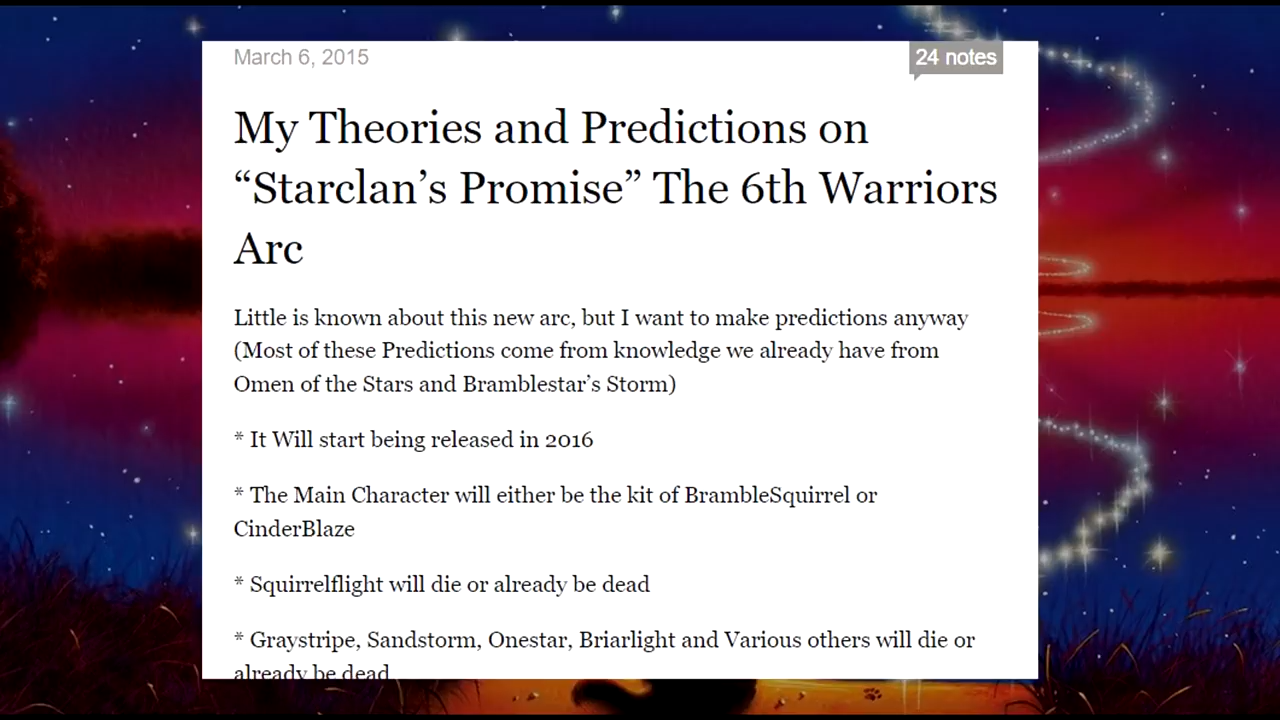 March 6, 2015
24 notes
My Theories and Predictions on
“Starclan’s Promise” The 6th Warriors
Arc
Little is known about this new arc, but I want to make predictions anyway
(Most of these Predictions come from knowledge we already have from
Omen of the Stars and Bramblestar’s Storm)
* It Will start being released in 2016
* The Main Character will either be the kit of BrambleSquirrel or
CinderBlaze
* Squirrelflight will die or already be dead
* Graystripe, Sandstorm, Onestar, Briarlight and Various others will die or
already be dead